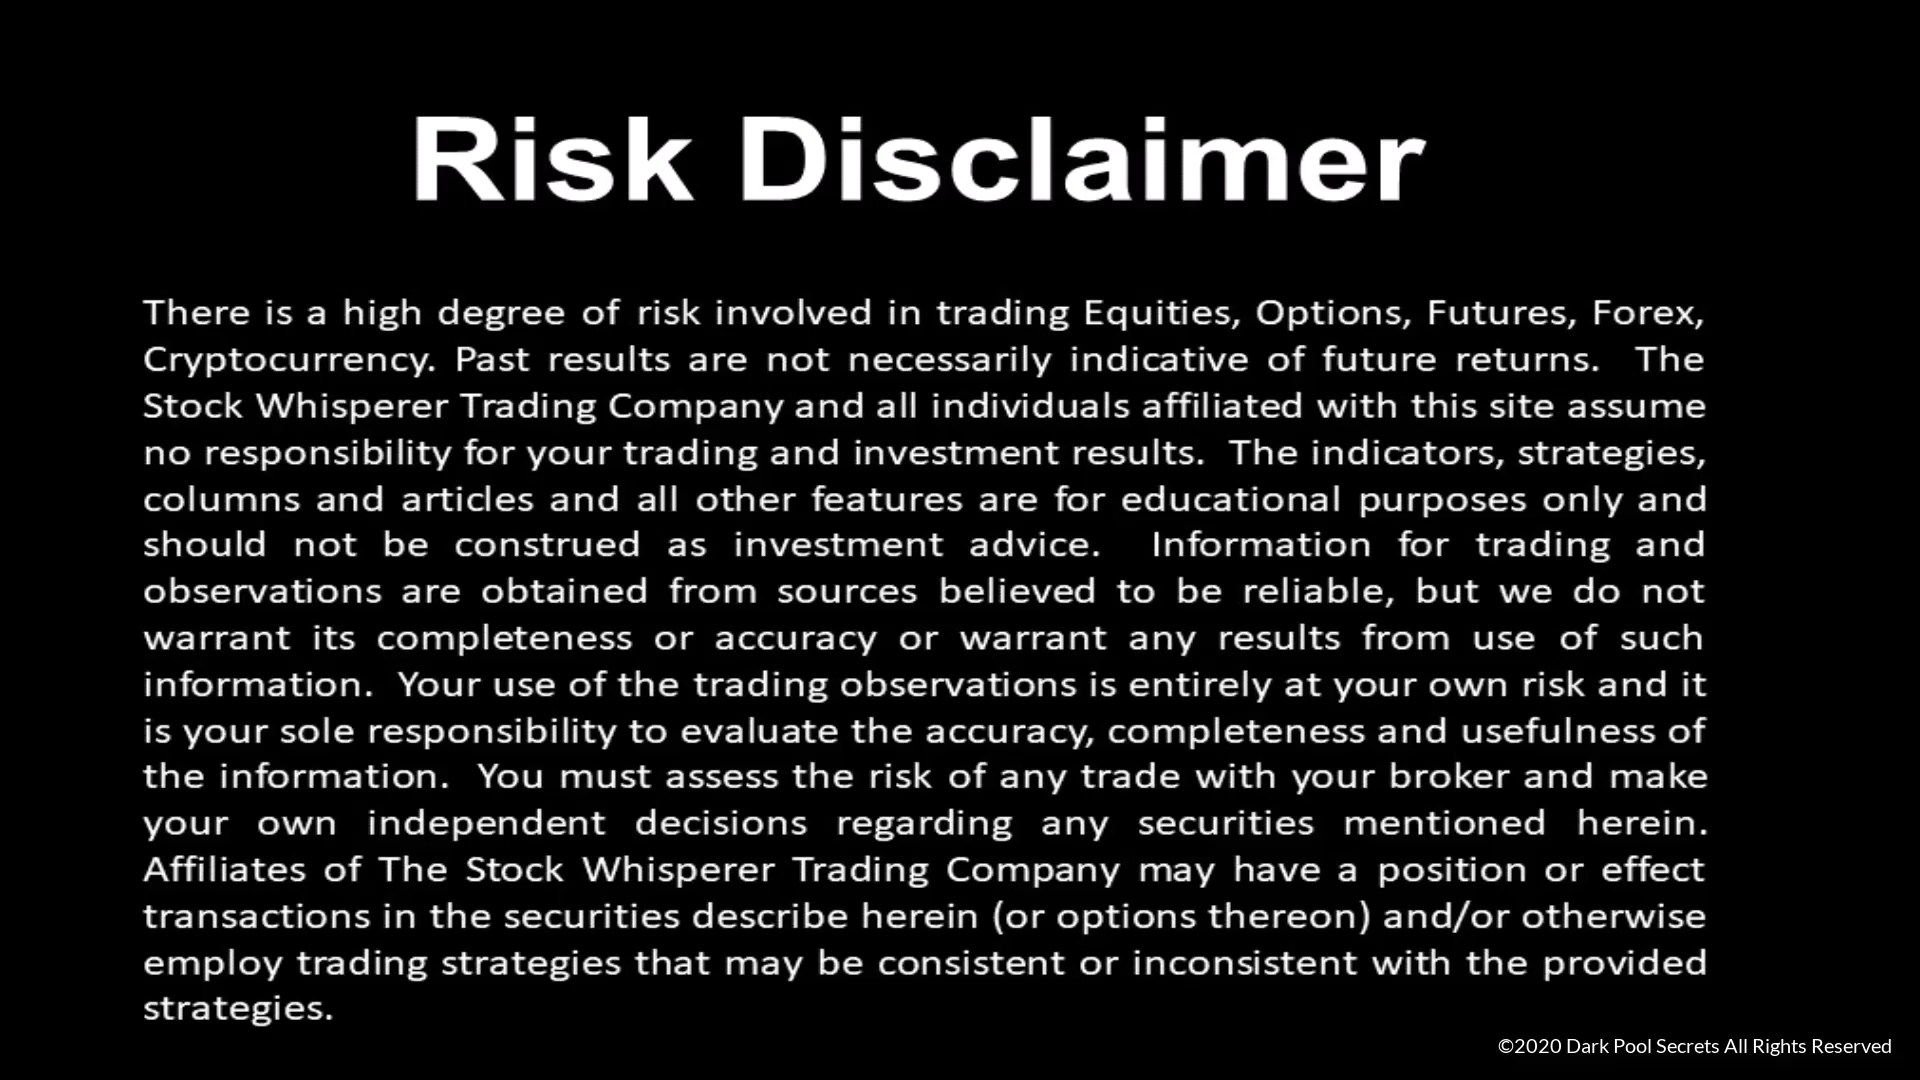 Risk Disclaimer
There is a high degree of risk involved in trading Equities, Options, Futures, Forex,
Cryptocurrency. Past results are not necessarily indicative of future returns.  The
Stock Whisperer Trading Company and all individuals affiliated with this site assume
no responsibility for your trading and investment results.  The indicators, strategies,
columns and articles and all other features are for educational purposes only and
should not be construed as investment advice.  Information for trading and
observations are obtained from sources believed to be reliable, but we do not
warrant its completeness or accuracy or warrant any results from use of such
information.  Your use of the trading observations is entirely at your own risk and it
is your sole responsibility to evaluate the accuracy, completeness and usefulness of
the information.  You must assess the risk of any trade with your broker and make
your own independent decisions regarding any securities mentioned herein.
Affiliates of The Stock Whisperer Trading Company may have a position or effect
transactions in the securities describe herein (or options thereon) and/or otherwise
employ trading strategies that may be consistent or inconsistent with the provided
strategies.
©2020 Dark Pool Secrets All Rights Reserved